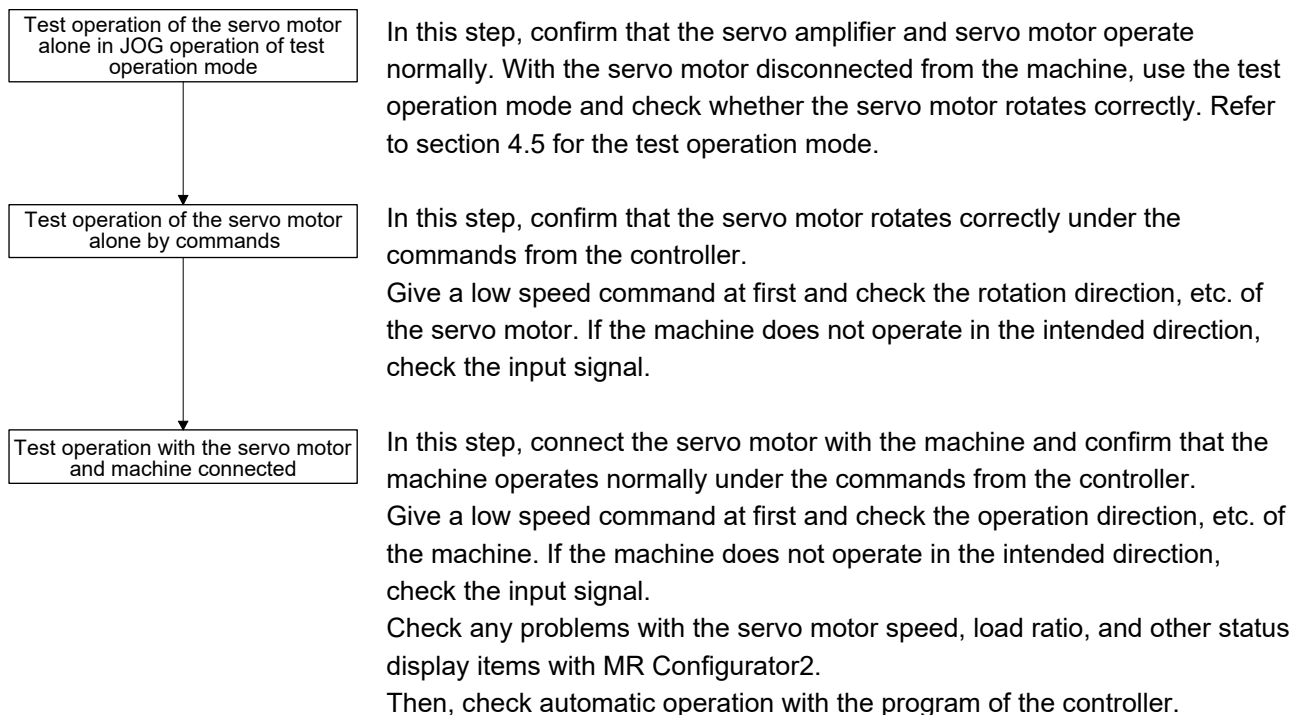 Test operation of the servo motor
alone in JOG operation of test
operation mode
In this step, confirm that the servo amplifier and servo motor operate
normally. With the servo motor disconnected from the machine, use the test
operation mode and check whether the servo motor rotates correctly. Refer
to section 4.5 for the test operation mode.
Test operation of the servo motor
alone by commands
In this step, confirm that the servo motor rotates correctly under the
commands from the controller.
Give a low speed command at first and check the rotation direction, etc. of
the servo motor. If the machine does not operate in the intended direction,
check the input signal.
Test operation with the servo motor
and machine connected
In this step, connect the servo motor with the machine and confirm that the
machine operates normally under the commands from the controller.
Give a low speed command at first and check the operation direction, etc. of
the machine. If the machine does not operate in the intended direction,
check the input signal.
Check any problems with the servo motor speed, load ratio, and other status
display items with MR Configurator2.
Then, check automatic operation with the program of the controller.